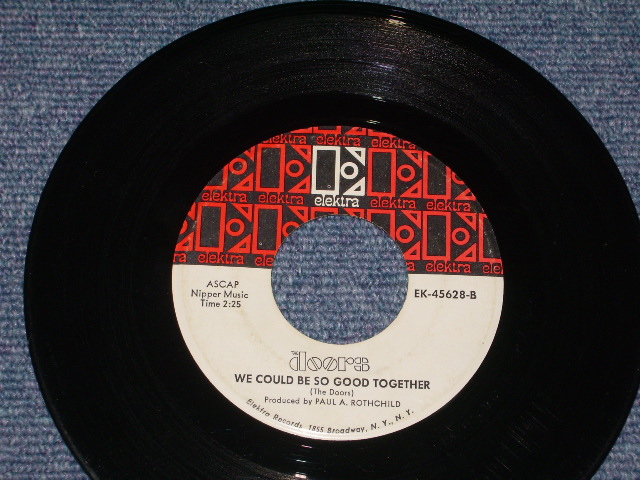 elektra
ASCAP
Nipper Music
Time 2:25
EK-45628-B
THE doors
WE COULD BE SO GOOD TOGETHER
(The Doors)
Produced by PAUL A. ROTHCHILD
Elektra Records, 1855 Broadway, N. Y., N. Y.